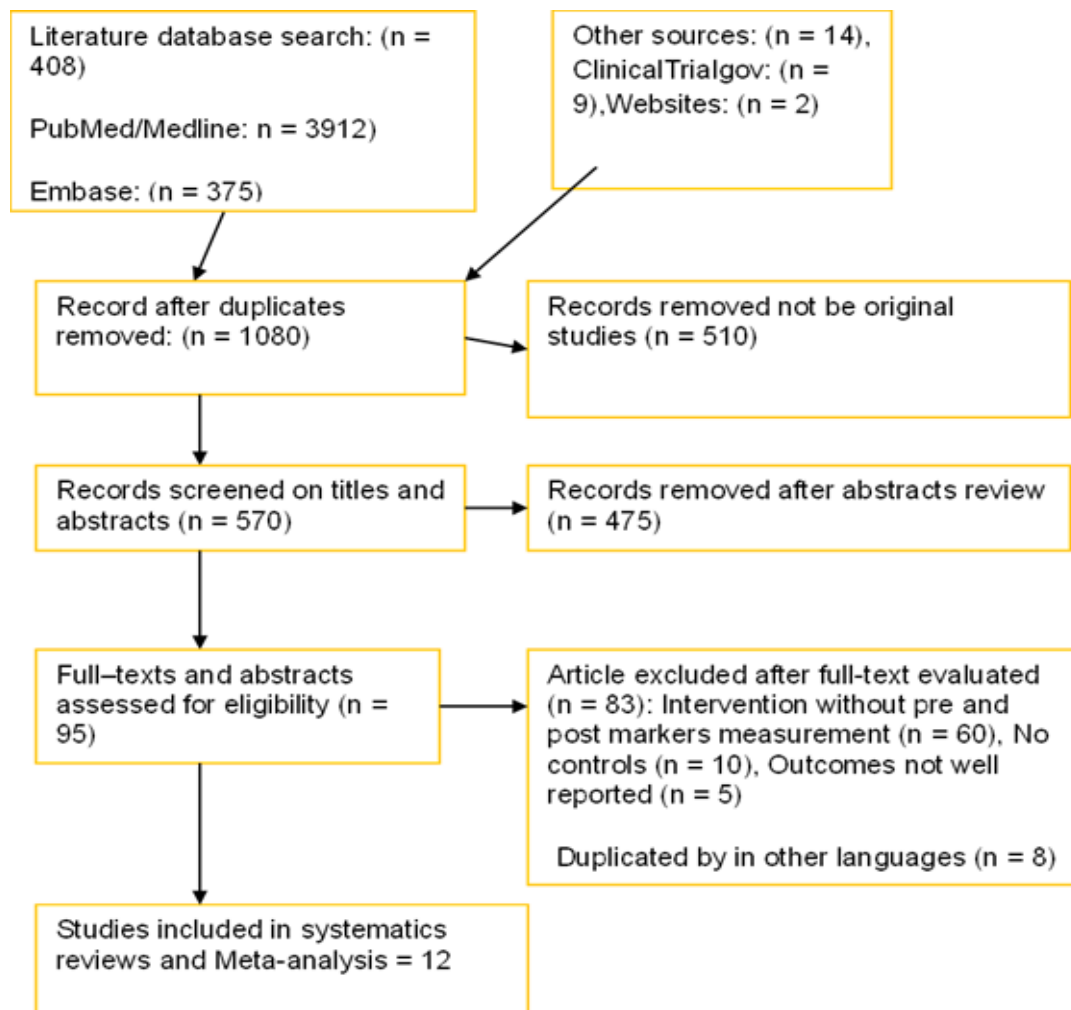 Literature database search: (n =
408)
PubMed/Medline: n = 3912)
Embase: (n = 375)
Other sources: (n = 14),
ClinicalTrialgov: (n =
9),Websites: (n = 2)
Record after duplicates
removed: (n = 1080)
Records removed not be original
studies (n = 510)
Records screened on titles and
abstracts (n = 570)
Records removed after abstracts review
(n = 475)
Full–texts and abstracts
assessed for eligibility (n =
95)
Article excluded after full-text evaluated
(n = 83): Intervention without pre and
post markers measurement (n = 60), No
controls (n = 10), Outcomes not well
reported (n = 5)
Duplicated by in other languages (n = 8)
Studies included in systematics
reviews and Meta-analysis = 12